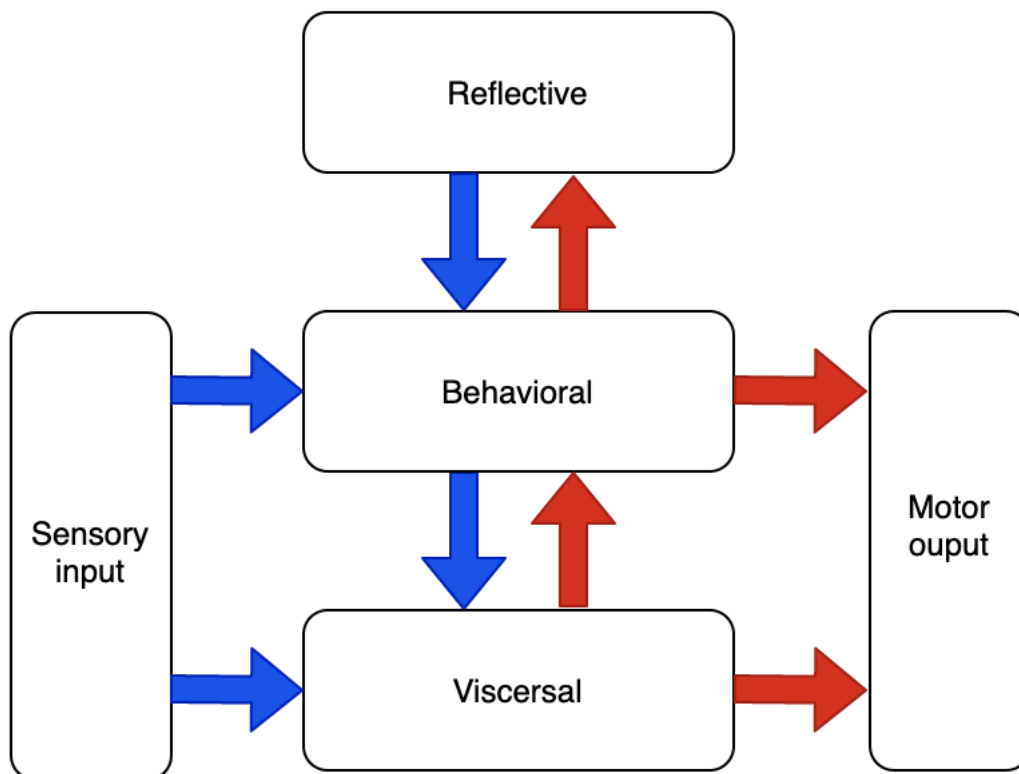 Reflective
Behavioral
Sensory
input
Motor
ouput
Viscersal